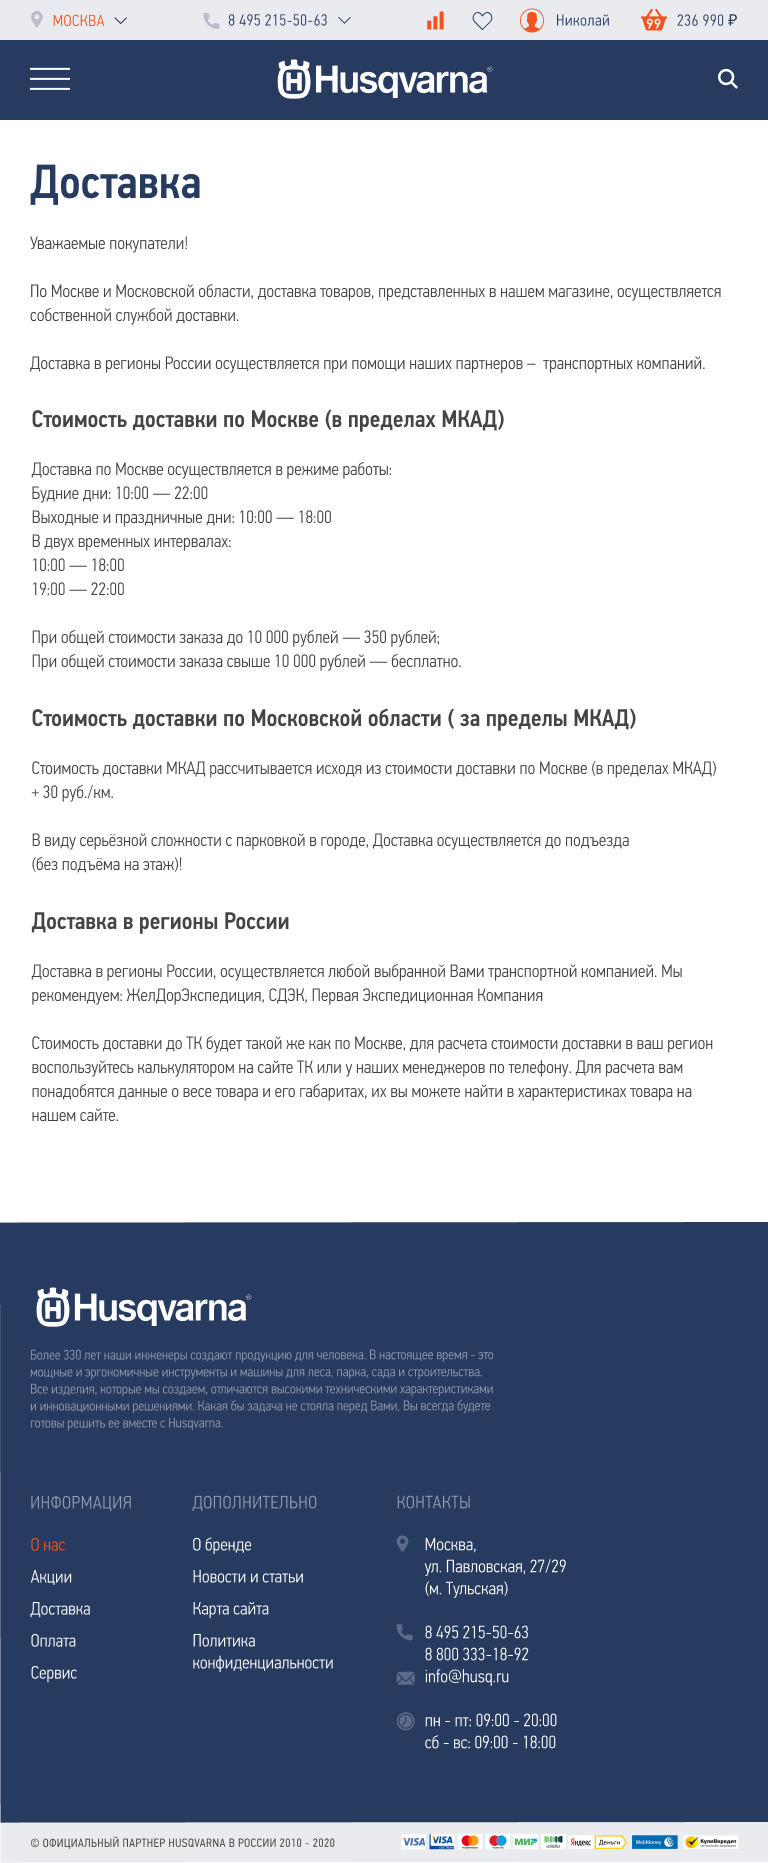 МОСКВА 8 495 215-50-63 Николай 99 236 990 ₽
Husqvarna®
Доставка
Уважаемые покупатели!
По Москве и Московской области, доставка товаров, представленных в нашем магазине, осуществляется
собственной службой доставки.
Доставка в регионы России осуществляется при помощи наших партнеров – транспортных компаний.
Стоимость доставки по Москве (в пределах МКАД)
Доставка по Москве осуществляется в режиме работы:
Будние дни: 10:00 — 22:00
Выходные и праздничные дни: 10:00 — 18:00
В двух временных интервалах:
10:00 — 18:00
19:00 — 22:00
При общей стоимости заказа до 10 000 рублей — 350 рублей;
При общей стоимости заказа свыше 10 000 рублей — бесплатно.
Стоимость доставки по Московской области ( за пределы МКАД)
Стоимость доставки МКАД рассчитывается исходя из стоимости доставки по Москве (в пределах МКАД)
+ 30 руб./км.
В виду серьёзной сложности с парковкой в городе, Доставка осуществляется до подъезда
(без подъёма на этаж)!
Доставка в регионы России
Доставка в регионы России, осуществляется любой выбранной Вами транспортной компанией. Мы
рекомендуем: ЖелДорЭкспедиция, СДЭК, Первая Экспедиционная Компания
Стоимость доставки до ТК будет такой же как по Москве, для расчета стоимости доставки в ваш регион
воспользуйтесь калькулятором на сайте ТК или у наших менеджеров по телефону. Для расчета вам
понадобятся данные о весе товара и его габаритах, их вы можете найти в характеристиках товара на
нашем сайте.
Husqvarna®
Более 330 лет наши инженеры создают продукцию для человека. В настоящее время - это
мощные и эргономичные инструменты и машины для леса, парка, сада и строительства.
Все изделия, которые мы создаем, отличаются высокими техническими характеристиками
и инновационными решениями. Какая бы задача не стояла перед Вами, Вы всегда будете
готовы решить ее вместе с Husqvarna.
ИНФОРМАЦИЯ
О нас
Акции
Доставка
Оплата
Сервис
ДОПОЛНИТЕЛЬНО
О бренде
Новости и статьи
Карта сайта
Политика
конфиденциальности
КОНТАКТЫ
Москва,
ул. Павловская, 27/29
(м. Тульская)
8 495 215-50-63
8 800 333-18-92
info@husq.ru
пн - пт: 09:00 - 20:00
сб - вс: 09:00 - 18:00
© ОФИЦИАЛЬНЫЙ ПАРТНЕР HUSQVARNA В РОССИИ 2010 - 2020 VISA VISA МИР Яндекс Деньги WebMoney КупиВкредит